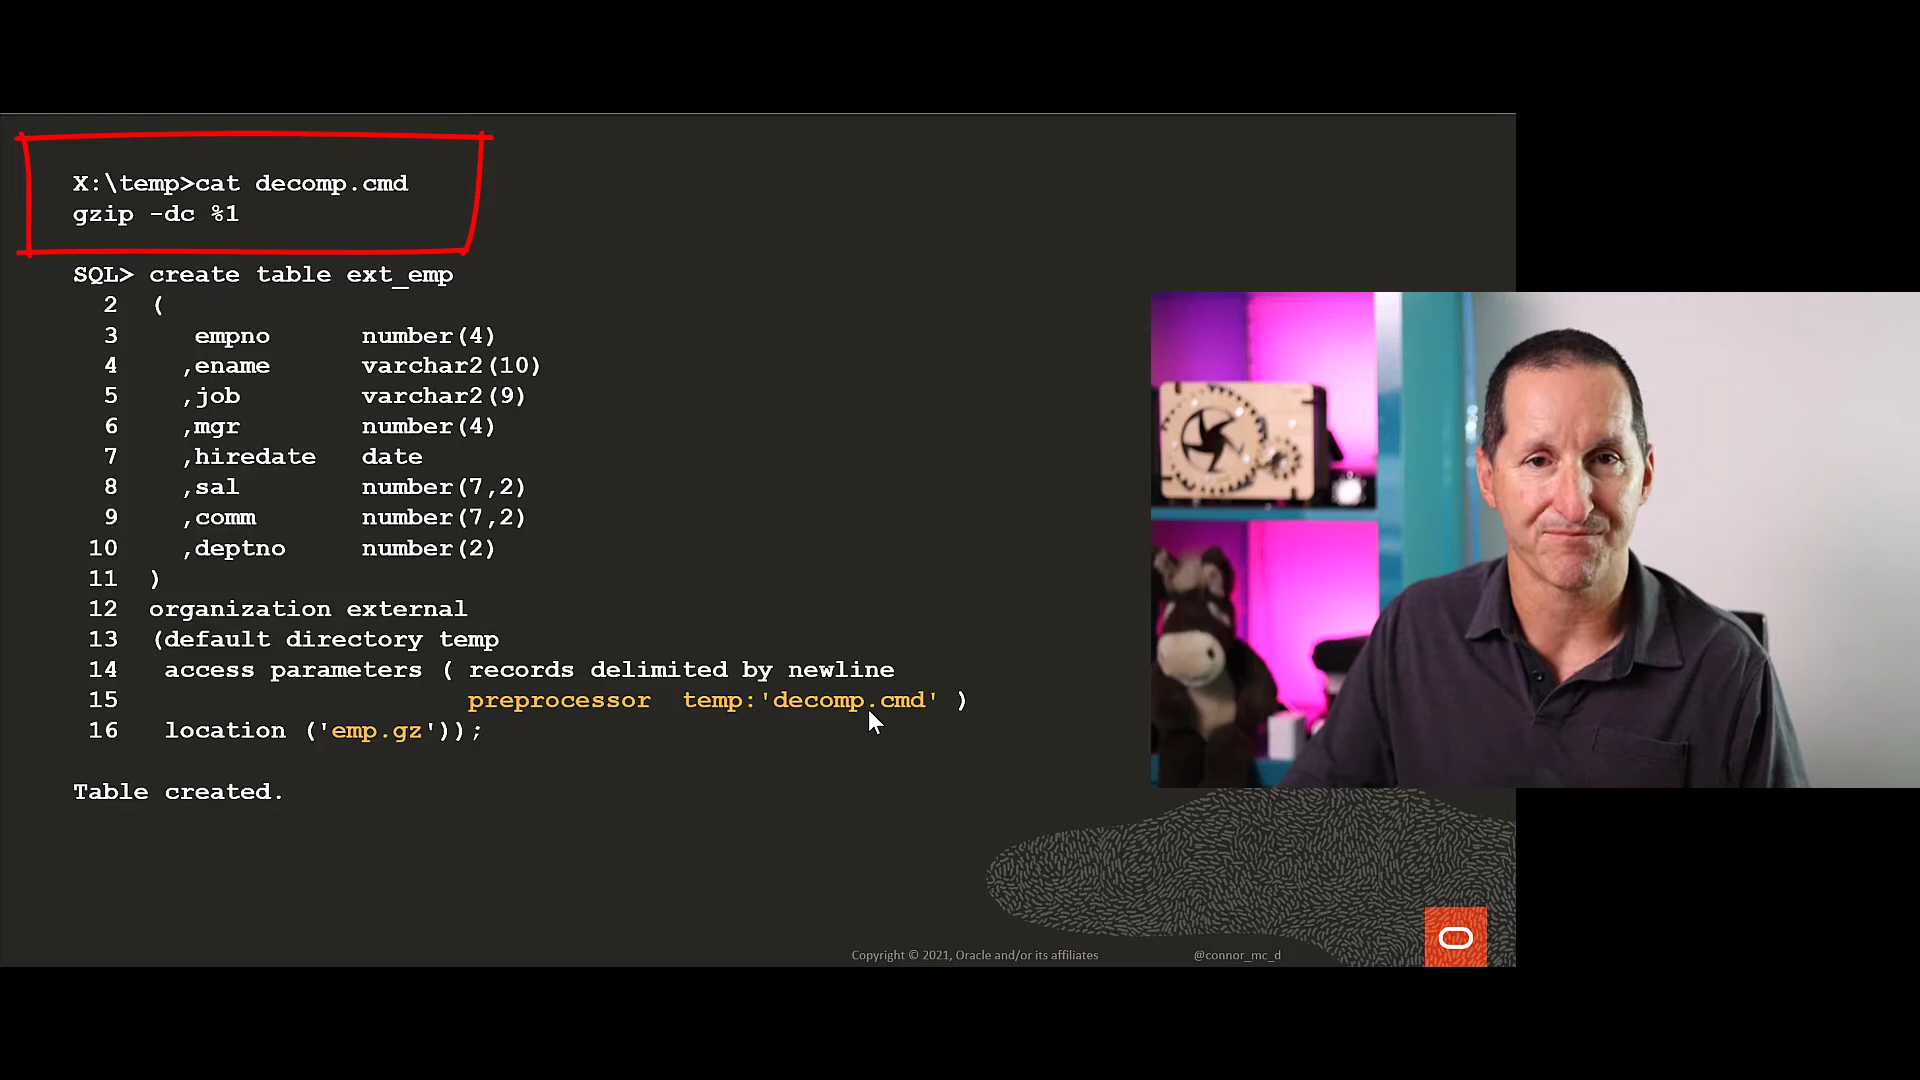 X:\temp>cat decomp.cmd
gzip -dc %1
SQL> create table ext_emp
2 (
3 empno number(4)
4 ,ename varchar2(10)
5 ,job varchar2(9)
6 ,mgr number(4)
7 ,hiredate date
8 ,sal number(7,2)
9 ,comm number(7,2)
10 ,deptno number(2)
11 )
12 organization external
13 (default directory temp
14 access parameters ( records delimited by newline
15 preprocessor temp:'decomp.cmd' )
16 location ('emp.gz'));
Table created.
Copyright © 2021, Oracle and/or its affiliates
@connor_mc_d